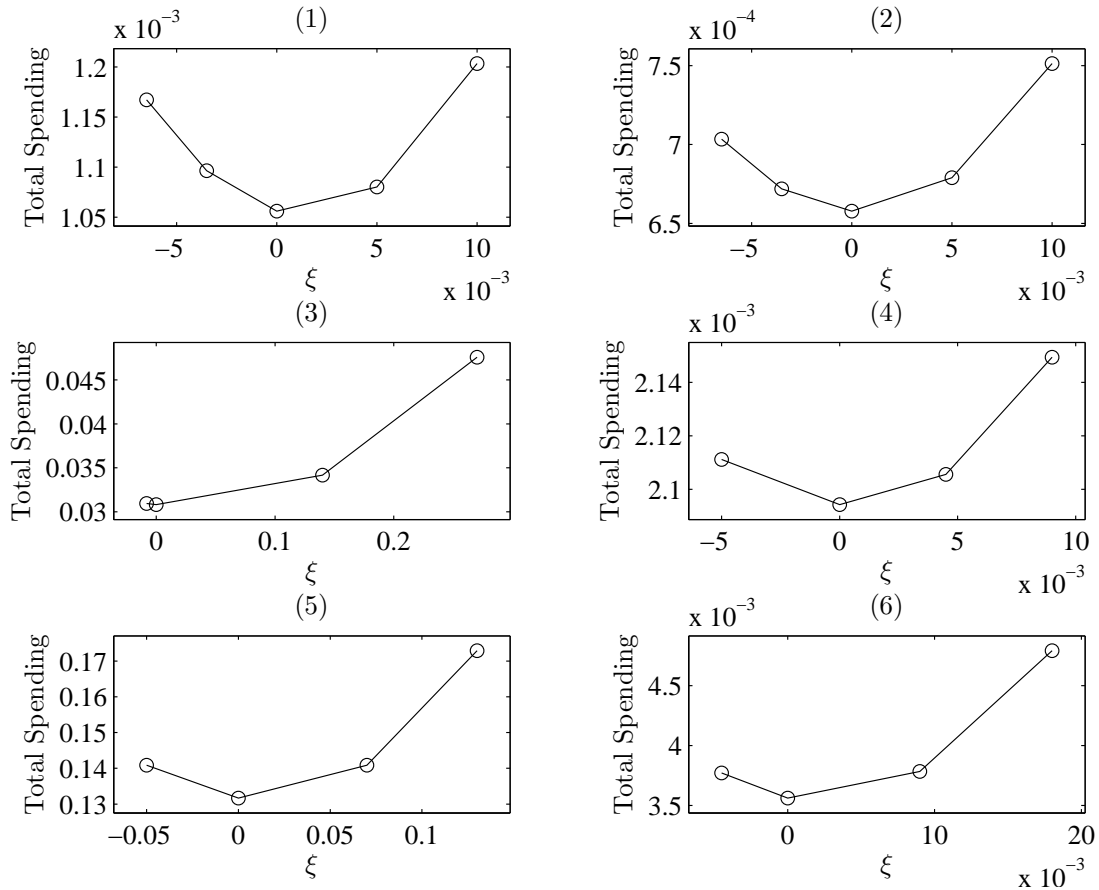 (1)
x 10⁻³
1.2
1.15
1.1
1.05
Total Spending
−5 0 5 10
ξ
x 10⁻³
(2)
x 10⁻⁴
7.5
7
6.5
Total Spending
−5 0 5 10
ξ
x 10⁻³
(3)
0.045
0.04
0.035
0.03
Total Spending
0 0.1 0.2
ξ
(4)
x 10⁻³
2.14
2.12
2.1
Total Spending
−5 0 5 10
ξ
x 10⁻³
(5)
0.17
0.16
0.15
0.14
0.13
Total Spending
−0.05 0 0.05 0.1
ξ
(6)
x 10⁻³
4.5
4
3.5
Total Spending
0 10 20
ξ
x 10⁻³